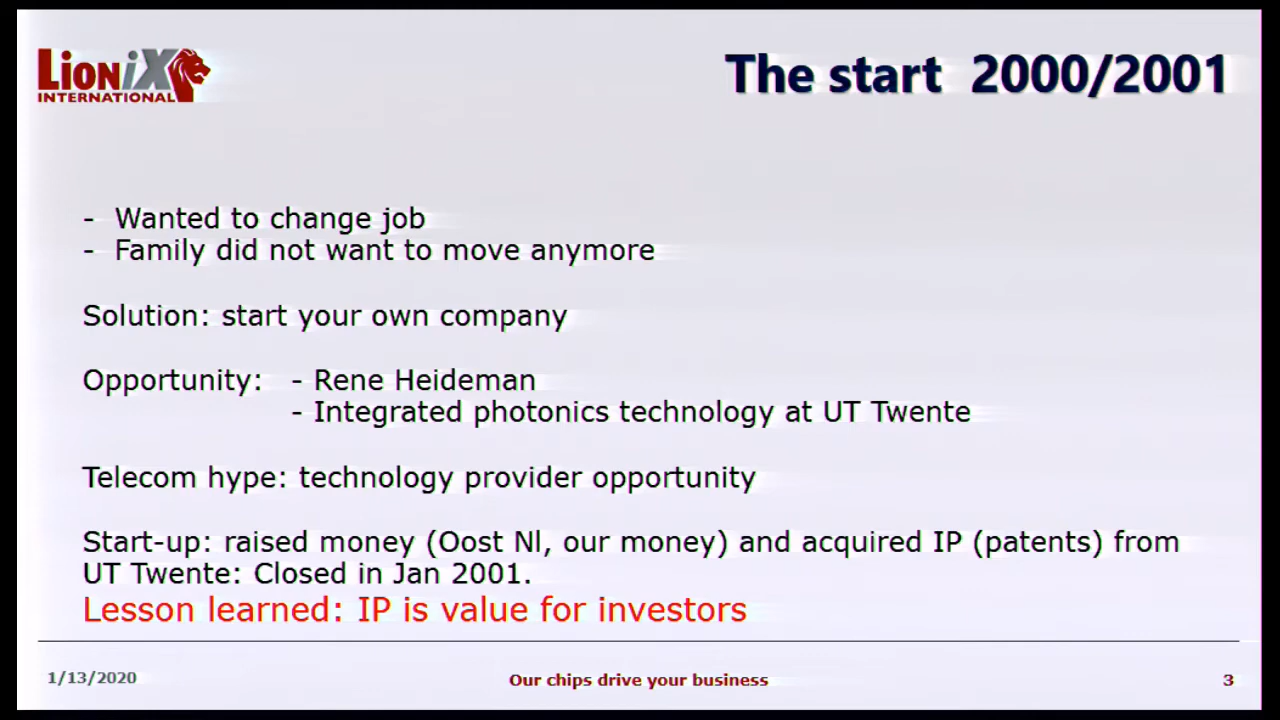 LioniX
INTERNATIONAL
The start 2000/2001
- Wanted to change job
- Family did not want to move anymore
Solution: start your own company
Opportunity: - Rene Heideman
- Integrated photonics technology at UT Twente
Telecom hype: technology provider opportunity
Start-up: raised money (Oost Nl, our money) and acquired IP (patents) from
UT Twente: Closed in Jan 2001.
Lesson learned: IP is value for investors
1/13/2020
Our chips drive your business
3